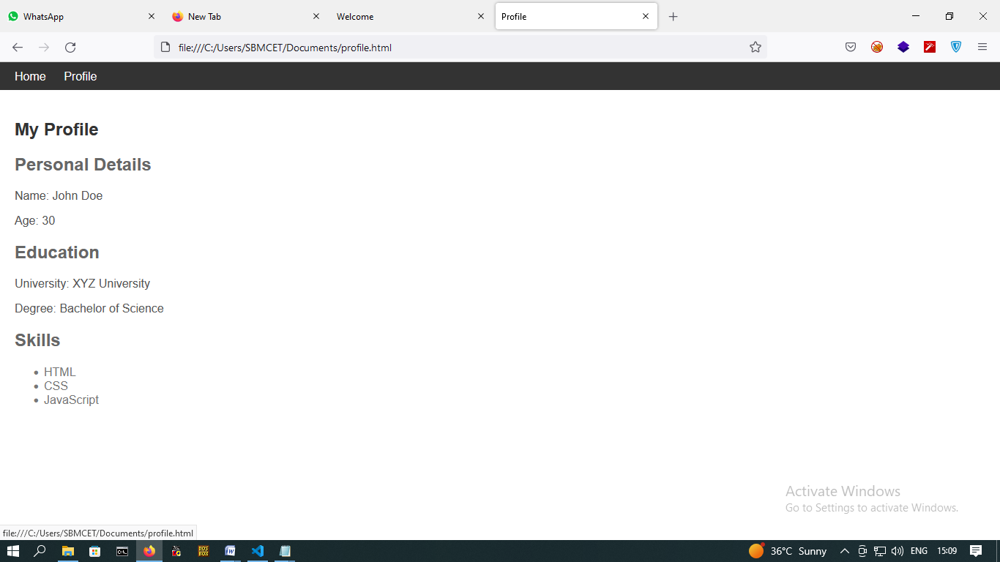 WhatsApp
New Tab
Welcome
Profile
file:///C:/Users/SBMCET/Documents/profile.html
Home Profile
My Profile
Personal Details
Name: John Doe
Age: 30
Education
University: XYZ University
Degree: Bachelor of Science
Skills
• HTML
• CSS
• JavaScript
Activate Windows
Go to Settings to activate Windows.
file:///C:/Users/SBMCET/Documents/profile.html
DOS
BOX
36°C Sunny
ENG
15:09